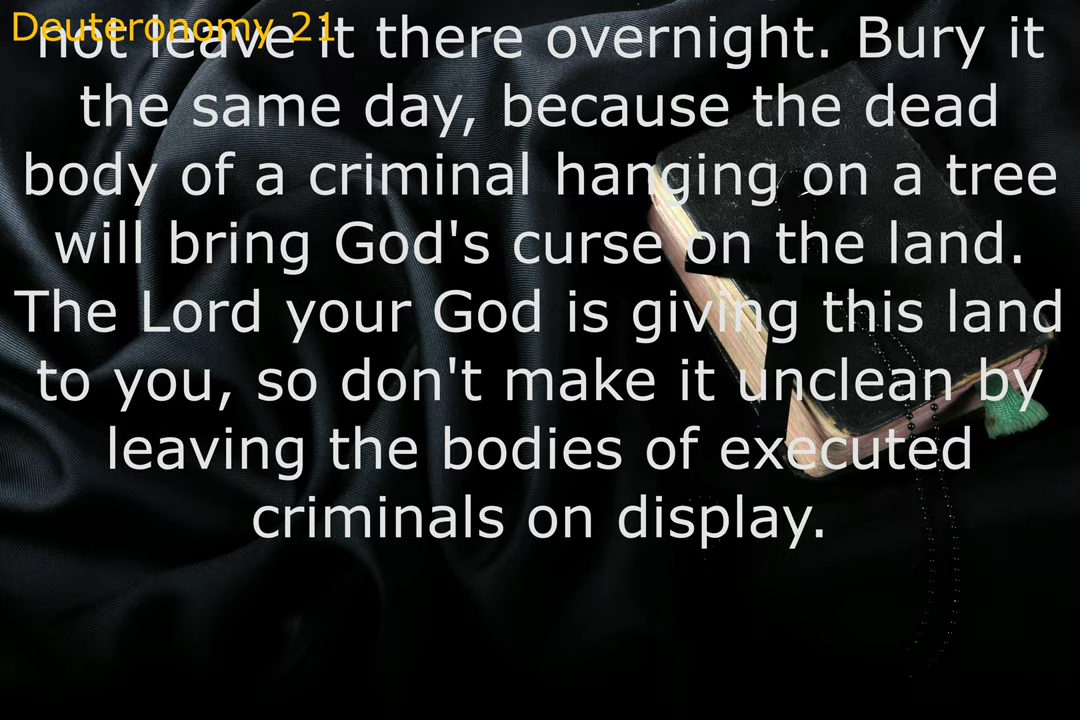 Deuteronomy 21
not leave it there overnight. Bury it
the same day, because the dead
body of a criminal hanging on a tree
will bring God's curse on the land.
The Lord your God is giving this land
to you, so don't make it unclean by
leaving the bodies of executed
criminals on display.